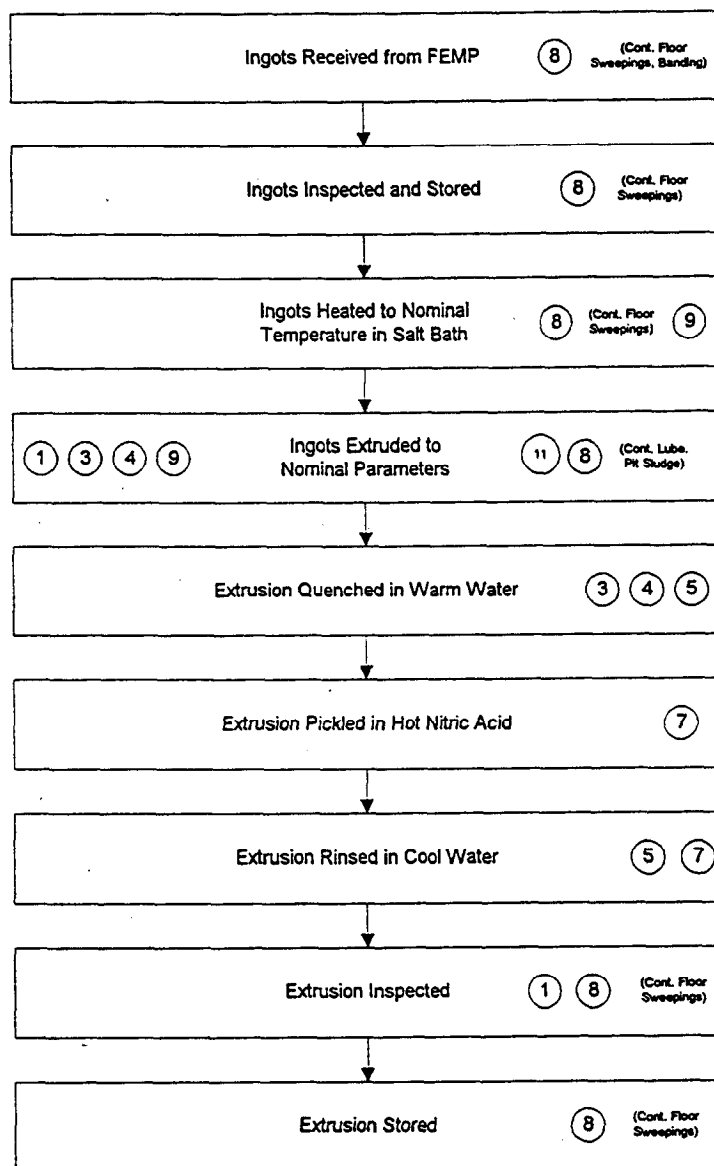 Ingots Received from FEMP 8 (Cont. Floor
Sweepings, Banding)
Ingots Inspected and Stored 8 (Cont. Floor
Sweepings)
Ingots Heated to Nominal
Temperature in Salt Bath 8 (Cont. Floor
Sweepings) 9
1 3 4 9 Ingots Extruded to
Nominal Parameters 11 8 (Cont. Lube,
Pit Sludge)
Extrusion Quenched in Warm Water 3 4 5
Extrusion Pickled in Hot Nitric Acid 7
Extrusion Rinsed in Cool Water 5 7
Extrusion Inspected 1 8 (Cont. Floor
Sweepings)
Extrusion Stored 8 (Cont. Floor
Sweepings)